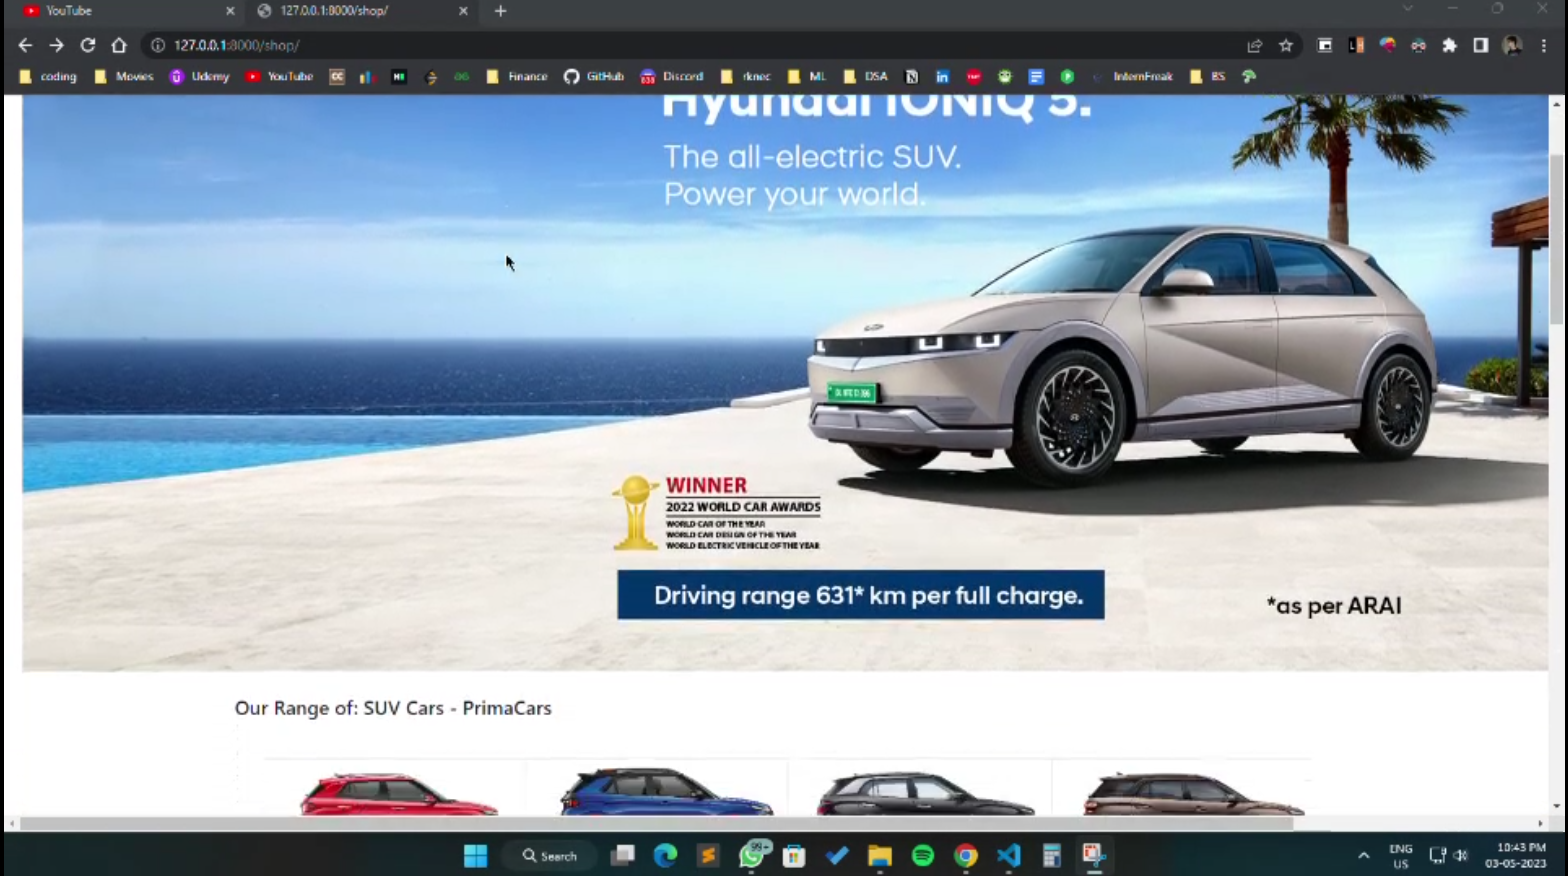 YouTube
127.0.0.1:8000/shop/
127.0.0.1:8000/shop/
coding Movies Udemy YouTube CC Finance GitHub Discord rknec ML DSA InternFreak BS
Hyundai IONIQ 5.
The all-electric SUV.
Power your world.
WINNER
2022 WORLD CAR AWARDS
WORLD CAR OF THE YEAR
WORLD CAR DESIGN OF THE YEAR
WORLD ELECTRIC VEHICLE OF THE YEAR
Driving range 631* km per full charge.
*as per ARAI
Our Range of: SUV Cars - PrimaCars
Search
99+
ENG
US
10:43 PM
03-05-2023